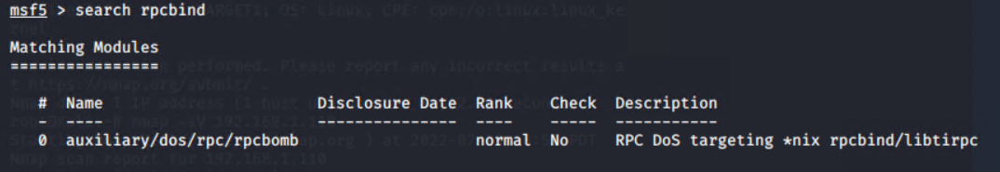 msf5 > search rpcbind
Matching Modules
================
# Name Disclosure Date Rank Check Description
- ---- --------------- ---- ----- -----------
0 auxiliary/dos/rpc/rpcbomb normal No RPC DoS targeting *nix rpcbind/libtirpc